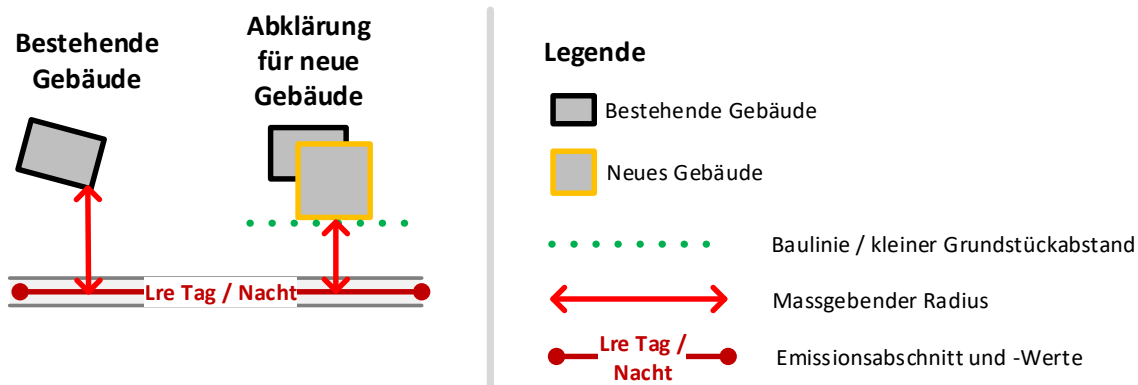 Bestehende
Gebäude
Abklärung
für neue
Gebäude
Lre Tag / Nacht
Legende
Bestehende Gebäude
Neues Gebäude
Baulinie / kleiner Grundstückabstand
Massgebender Radius
Lre Tag /
Nacht
Emissionsabschnitt und -Werte